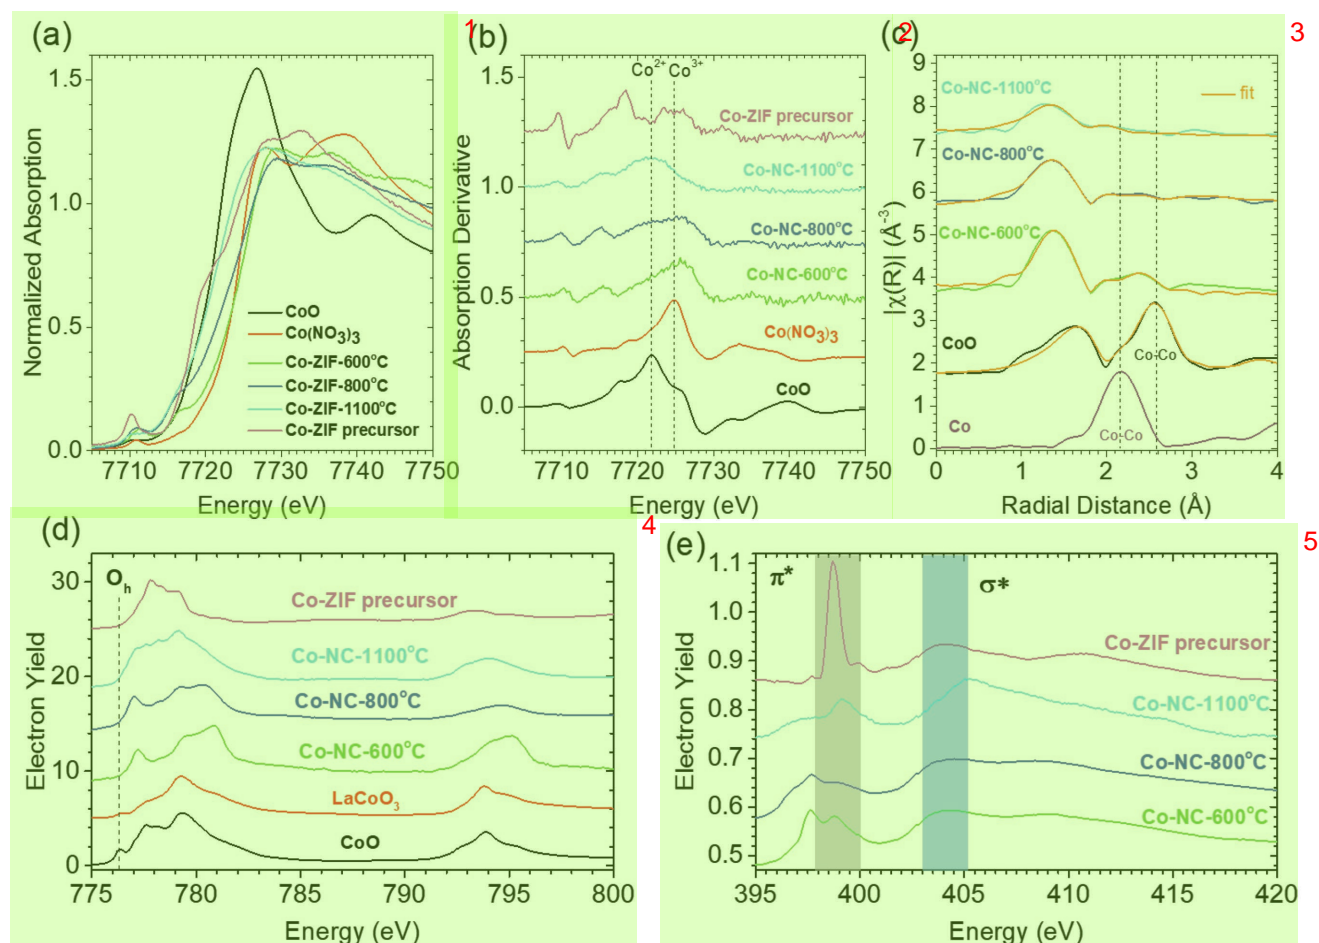 (a)
1
(b)
2
(c)
3
1.5
1.0
0.5
0.0
Normalized Absorption
CoO
Co(NO₃)₃
Co-ZIF-600°C
Co-ZIF-800°C
Co-ZIF-1100°C
Co-ZIF precursor
7710 7720 7730 7740 7750
Energy (eV)
1.5
1.0
0.5
0.0
Absorption Derivative
Co²⁺ Co³⁺
Co-ZIF precursor
Co-NC-1100°C
Co-NC-800°C
Co-NC-600°C
Co(NO₃)₃
CoO
7710 7720 7730 7740 7750
Energy (eV)
9
8
7
6
5
4
3
2
1
0
|χ(R)| (Å⁻³)
Co-NC-1100°C
fit
Co-NC-800°C
Co-NC-600°C
CoO
Co-Co
Co
Co-Co
0 1 2 3 4
Radial Distance (Å)
(d)
4
30
20
10
0
Electron Yield
Oₕ
Co-ZIF precursor
Co-NC-1100°C
Co-NC-800°C
Co-NC-600°C
LaCoO₃
CoO
775 780 785 790 795 800
Energy (eV)
(e)
5
1.1
1.0
0.9
0.8
0.7
0.6
0.5
Electron Yield
π* σ*
Co-ZIF precursor
Co-NC-1100°C
Co-NC-800°C
Co-NC-600°C
395 400 405 410 415 420
Energy (eV)